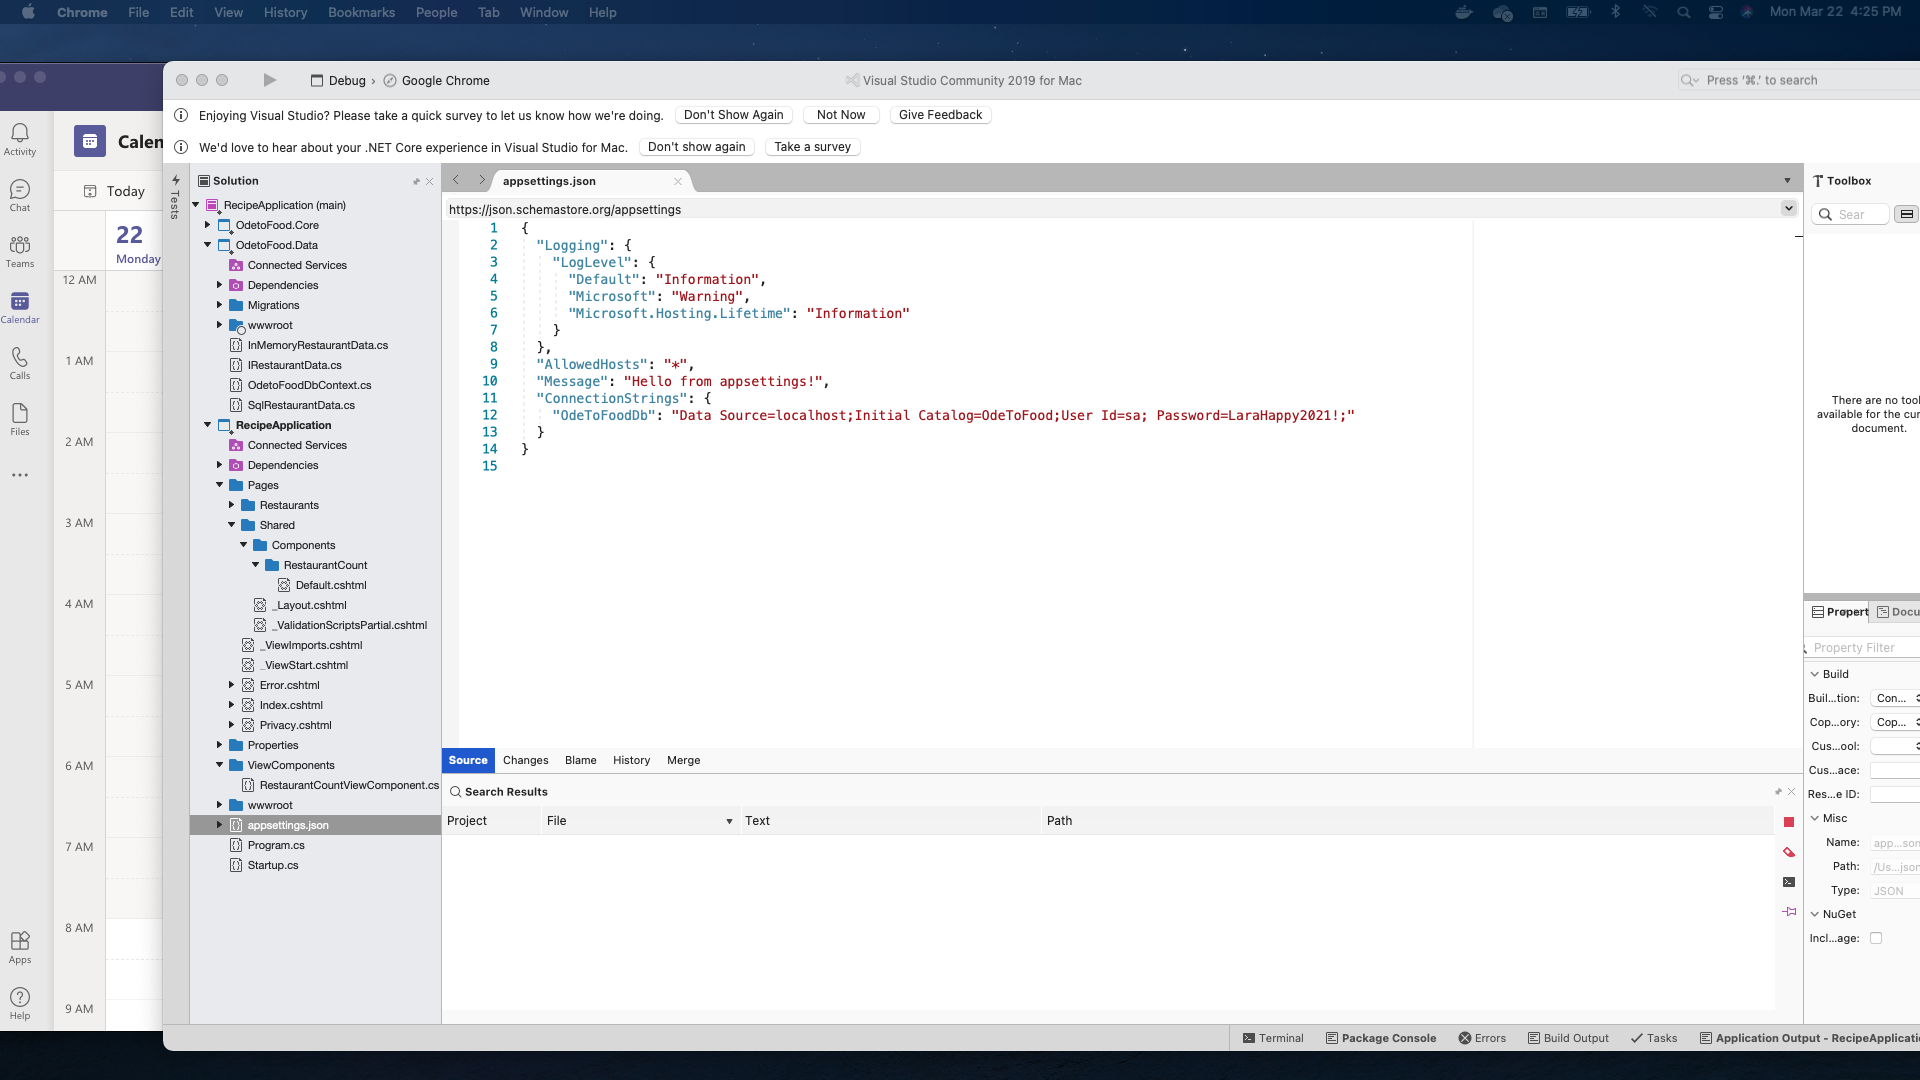 Chrome File Edit View History Bookmarks People Tab Window Help
Mon Mar 22 4:25 PM
Debug › Google Chrome
Visual Studio Community 2019 for Mac
Press '⌘.' to search
Enjoying Visual Studio? Please take a quick survey to let us know how we're doing. Don't Show Again Not Now Give Feedback
We'd love to hear about your .NET Core experience in Visual Studio for Mac. Don't show again Take a survey
Activity
Chat
Teams
Calendar
Calls
Files
Apps
Help
Calen
Today
22
Monday
12 AM
1 AM
2 AM
3 AM
4 AM
5 AM
6 AM
7 AM
8 AM
9 AM
Tests
Solution
RecipeApplication (main)
OdetoFood.Core
OdetoFood.Data
Connected Services
Dependencies
Migrations
wwwroot
InMemoryRestaurantData.cs
IRestaurantData.cs
OdetoFoodDbContext.cs
SqlRestaurantData.cs
RecipeApplication
Connected Services
Dependencies
Pages
Restaurants
Shared
Components
RestaurantCount
Default.cshtml
_Layout.cshtml
_ValidationScriptsPartial.cshtml
_ViewImports.cshtml
_ViewStart.cshtml
Error.cshtml
Index.cshtml
Privacy.cshtml
Properties
ViewComponents
RestaurantCountViewComponent.cs
wwwroot
appsettings.json
Program.cs
Startup.cs
appsettings.json
https://json.schemastore.org/appsettings
1 {
2 "Logging": {
3 "LogLevel": {
4 "Default": "Information",
5 "Microsoft": "Warning",
6 "Microsoft.Hosting.Lifetime": "Information"
7 }
8 },
9 "AllowedHosts": "*",
10 "Message": "Hello from appsettings!",
11 "ConnectionStrings": {
12 "OdeToFoodDb": "Data Source=localhost;Initial Catalog=OdeToFood;User Id=sa; Password=LaraHappy2021!;"
13 }
14 }
15
Source Changes Blame History Merge
Search Results
Project File Text Path
Toolbox
Sear
There are no tool
available for the cur
document.
Propert Docu
Property Filter
Build
Buil...tion: Con...
Cop...ory: Cop...
Cus...ool:
Cus...ace:
Res...e ID:
Misc
Name: app...son
Path: /Us...json
Type: JSON
NuGet
Incl...age:
Terminal Package Console Errors Build Output Tasks Application Output - RecipeApplicati